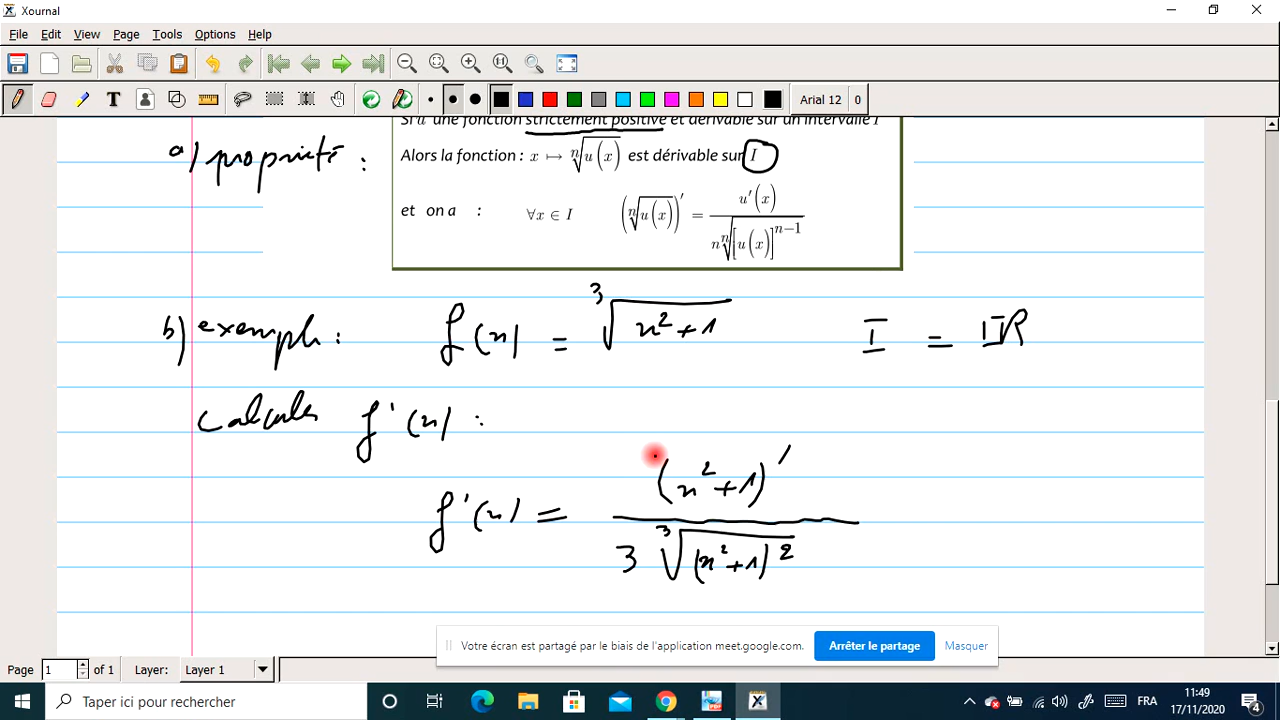 Xournal
File Edit View Page Tools Options Help
Arial 12 0
Si u une fonction strictement positive et dérivable sur un intervalle I
a) propriété :
Alors la fonction : x ↦ ⁿ√u(x) est dérivable sur I
et on a : ∀x ∈ I (ⁿ√u(x))′ = u′(x) / n ⁿ√[u(x)]ⁿ⁻¹
b) exemple : f(x) = ³√x²+1 I = IR
Calculer f'(x) :
f'(x) = (x²+1)′ / 3 ³√(x²+1)²
Votre écran est partagé par le biais de l'application meet.google.com. Arrêter le partage Masquer
Page 1 of 1 Layer: Layer 1
Taper ici pour rechercher
FRA 11:49
17/11/2020 4